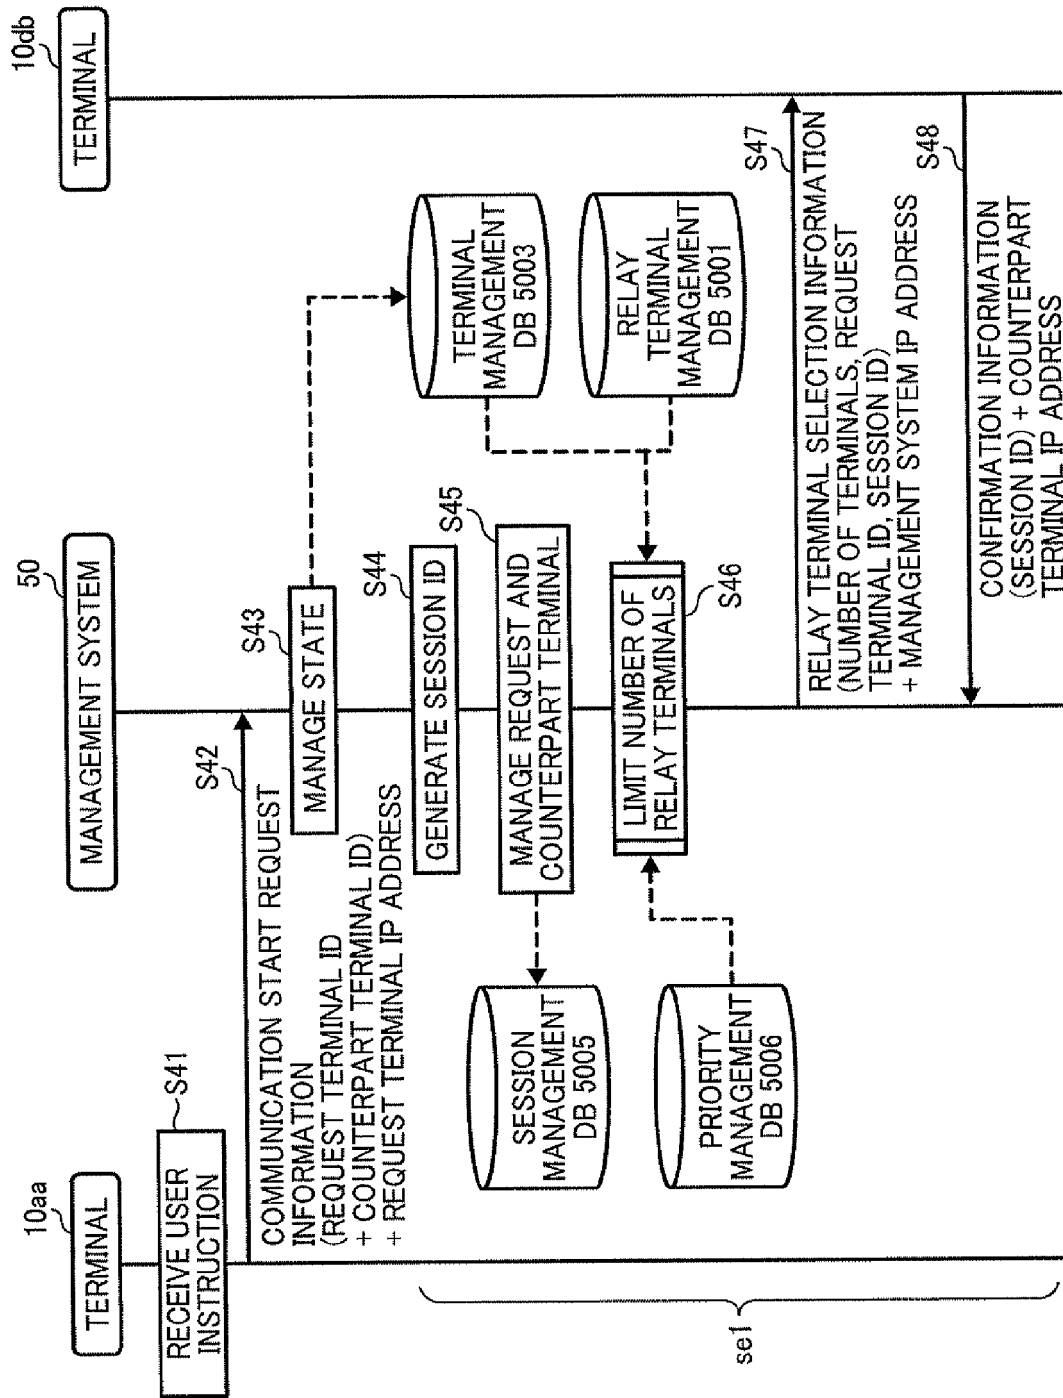 10aa
TERMINAL
50
MANAGEMENT SYSTEM
10db
TERMINAL
S41
RECEIVE USER
INSTRUCTION
S42
COMMUNICATION START REQUEST
INFORMATION
(REQUEST TERMINAL ID
+ COUNTERPART TERMINAL ID)
+ REQUEST TERMINAL IP ADDRESS
S43
MANAGE STATE
TERMINAL
MANAGEMENT
DB 5003
S44
GENERATE SESSION ID
S45
MANAGE REQUEST AND
COUNTERPART TERMINAL
SESSION
MANAGEMENT
DB 5005
RELAY
TERMINAL
MANAGEMENT
DB 5001
LIMIT NUMBER OF
RELAY TERMINALS
S46
PRIORITY
MANAGEMENT
DB 5006
S47
RELAY TERMINAL SELECTION INFORMATION
(NUMBER OF TERMINALS, REQUEST
TERMINAL ID, SESSION ID)
+ MANAGEMENT SYSTEM IP ADDRESS
S48
CONFIRMATION INFORMATION
(SESSION ID) + COUNTERPART
TERMINAL IP ADDRESS
se1